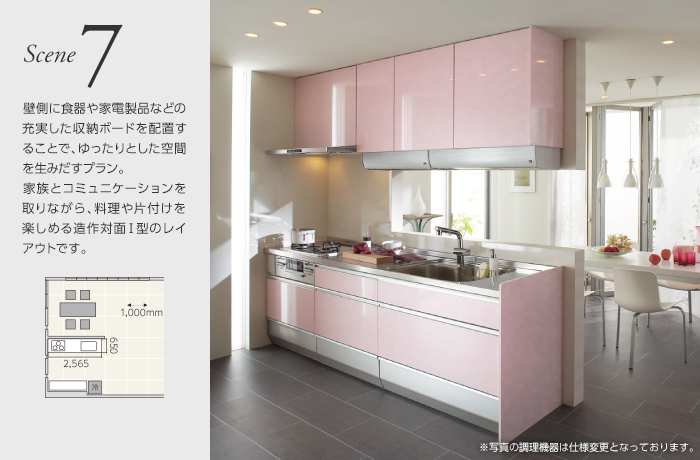 Scene 7
壁側に食器や家電製品などの
充実した収納ボードを配置す
ることで、ゆったりとした空間
を生みだすプラン。
家族とコミュニケーションを
取りながら、料理や片付けを
楽しめる造作対面Ⅰ型のレイ
アウトです。
1,000mm
650
2,565
冷
※写真の調理機器は仕様変更となっております。